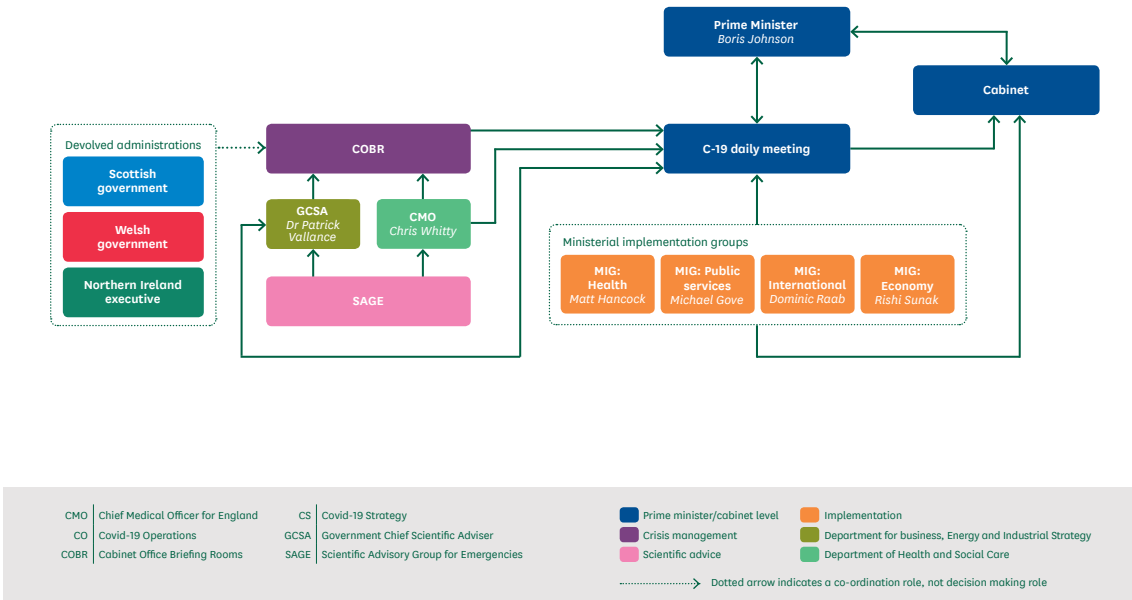 Prime Minister
Boris Johnson
Cabinet
Devolved administrations
Scottish
government
Welsh
government
Northern Ireland
executive
COBR
C-19 daily meeting
GCSA
Dr Patrick
Vallance
CMO
Chris Whitty
SAGE
Ministerial implementation groups
MIG:
Health
Matt Hancock
MIG: Public
services
Michael Gove
MIG:
International
Dominic Raab
MIG:
Economy
Rishi Sunak
CMO Chief Medical Officer for England
CO Covid-19 Operations
COBR Cabinet Office Briefing Rooms
CS Covid-19 Strategy
GCSA Government Chief Scientific Adviser
SAGE Scientific Advisory Group for Emergencies
Prime minister/cabinet level
Crisis management
Scientific advice
Implementation
Department for business, Energy and Industrial Strategy
Department of Health and Social Care
Dotted arrow indicates a co-ordination role, not decision making role